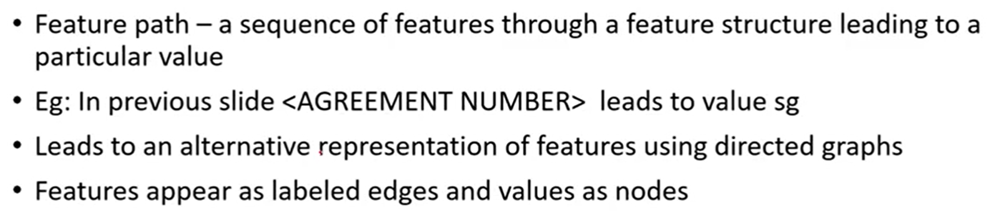 • Feature path – a sequence of features through a feature structure leading to a
particular value
• Eg: In previous slide <AGREEMENT NUMBER>  leads to value sg
• Leads to an alternative representation of features using directed graphs
• Features appear as labeled edges and values as nodes